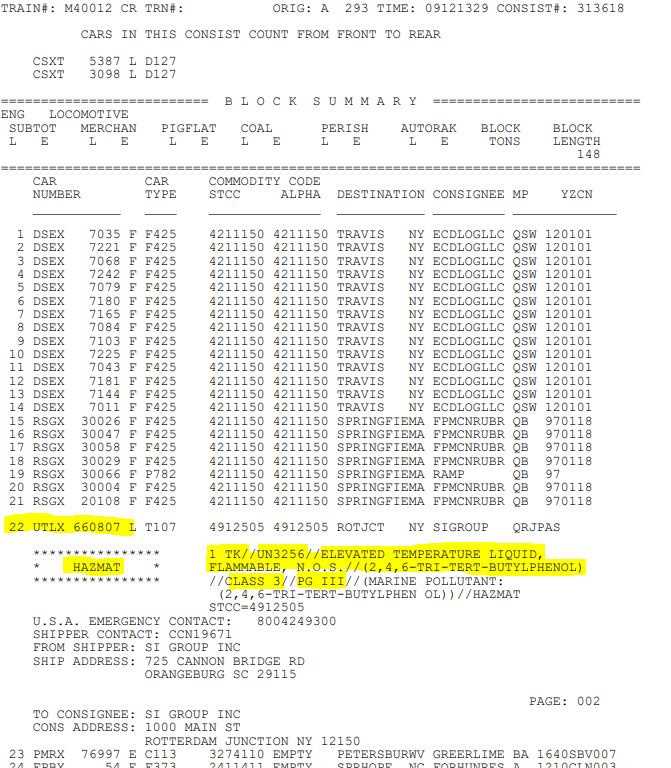 TRAIN#: M40012 CR TRN#: ORIG: A 293 TIME: 09121329 CONSIST#: 313618
CARS IN THIS CONSIST COUNT FROM FRONT TO REAR
CSXT 5387 L D127
CSXT 3098 L D127
========================== B L O C K S U M M A R Y ==========================
ENG LOCOMOTIVE
SUBTOT MERCHAN PIGFLAT COAL PERISH AUTORAK BLOCK BLOCK
L E L E L E L E L E L E TONS LENGTH
148
================================================================================
CAR CAR COMMODITY CODE
NUMBER TYPE STCC ALPHA DESTINATION CONSIGNEE MP YZCN
1 DSEX 7035 F F425 4211150 4211150 TRAVIS NY ECDLOGLLC QSW 120101
2 DSEX 7221 F F425 4211150 4211150 TRAVIS NY ECDLOGLLC QSW 120101
3 DSEX 7068 F F425 4211150 4211150 TRAVIS NY ECDLOGLLC QSW 120101
4 DSEX 7242 F F425 4211150 4211150 TRAVIS NY ECDLOGLLC QSW 120101
5 DSEX 7079 F F425 4211150 4211150 TRAVIS NY ECDLOGLLC QSW 120101
6 DSEX 7180 F F425 4211150 4211150 TRAVIS NY ECDLOGLLC QSW 120101
7 DSEX 7165 F F425 4211150 4211150 TRAVIS NY ECDLOGLLC QSW 120101
8 DSEX 7084 F F425 4211150 4211150 TRAVIS NY ECDLOGLLC QSW 120101
9 DSEX 7103 F F425 4211150 4211150 TRAVIS NY ECDLOGLLC QSW 120101
10 DSEX 7225 F F425 4211150 4211150 TRAVIS NY ECDLOGLLC QSW 120101
11 DSEX 7043 F F425 4211150 4211150 TRAVIS NY ECDLOGLLC QSW 120101
12 DSEX 7181 F F425 4211150 4211150 TRAVIS NY ECDLOGLLC QSW 120101
13 DSEX 7144 F F425 4211150 4211150 TRAVIS NY ECDLOGLLC QSW 120101
14 DSEX 7011 F F425 4211150 4211150 TRAVIS NY ECDLOGLLC QSW 120101
15 RSGX 30026 F F425 4211150 4211150 SPRINGFIEMA FPMCNRUBR QB 970118
16 RSGX 30047 F F425 4211150 4211150 SPRINGFIEMA FPMCNRUBR QB 970118
17 RSGX 30058 F F425 4211150 4211150 SPRINGFIEMA FPMCNRUBR QB 970118
18 RSGX 30029 F F425 4211150 4211150 SPRINGFIEMA FPMCNRUBR QB 970118
19 RSGX 30066 F P782 4211150 4211150 SPRINGFIEMA RAMP QB 97
20 RSGX 30004 F F425 4211150 4211150 SPRINGFIEMA FPMCNRUBR QB 970118
21 RSGX 20108 F F425 4211150 4211150 SPRINGFIEMA FPMCNRUBR QB 970118
22 UTLX 660807 L T107 4912505 4912505 ROTJCT NY SIGROUP QRJPAS
**************** 1 TK//UN3256//ELEVATED TEMPERATURE LIQUID,
* HAZMAT * FLAMMABLE, N.O.S.//(2,4,6-TRI-TERT-BUTYLPHENOL)
**************** //CLASS 3//PG III//(MARINE POLLUTANT:
(2,4,6-TRI-TERT-BUTYLPHEN OL))//HAZMAT
STCC=4912505
U.S.A. EMERGENCY CONTACT: 8004249300
SHIPPER CONTACT: CCN19671
FROM SHIPPER: SI GROUP INC
SHIP ADDRESS: 725 CANNON BRIDGE RD
ORANGEBURG SC 29115
PAGE: 002
TO CONSIGNEE: SI GROUP INC
CONS ADDRESS: 1000 MAIN ST
ROTTERDAM JUNCTION NY 12150
23 PMRX 76997 E C113 3274110 EMPTY PETERSBURWV GREERLIME BA 1640SBV007